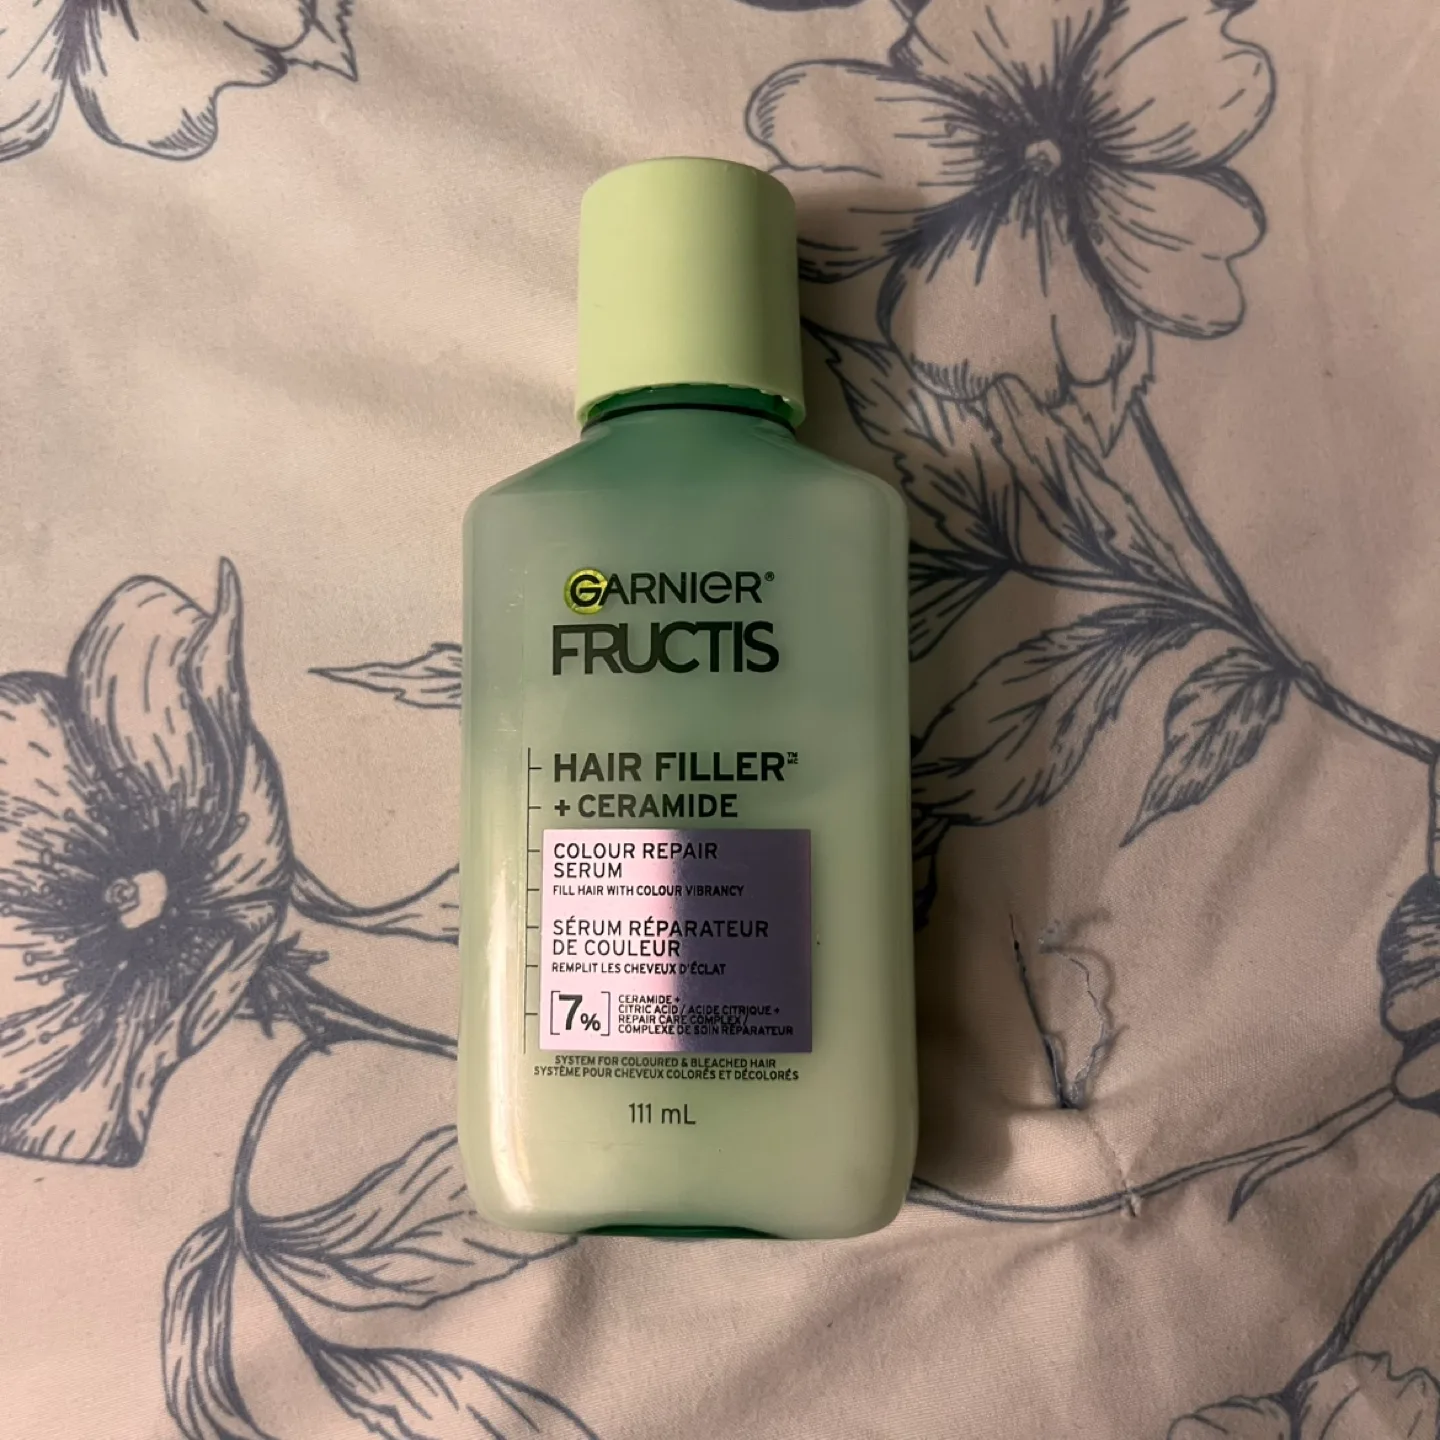 GARNIER®
FRUCTIS
HAIR FILLER™ MC
+ CERAMIDE
COLOUR REPAIR
SERUM
FILL HAIR WITH COLOUR VIBRANCY
SÉRUM RÉPARATEUR
DE COULEUR
REMPLIT LES CHEVEUX D'ÉCLAT
[7%]
CERAMIDE +
CITRIC ACID / ACIDE CITRIQUE +
REPAIR CARE COMPLEX /
COMPLEXE DE SOIN RÉPARATEUR
SYSTEM FOR COLOURED & BLEACHED HAIR
SYSTÈME POUR CHEVEUX COLORÉS ET DÉCOLORÉS
111 mL